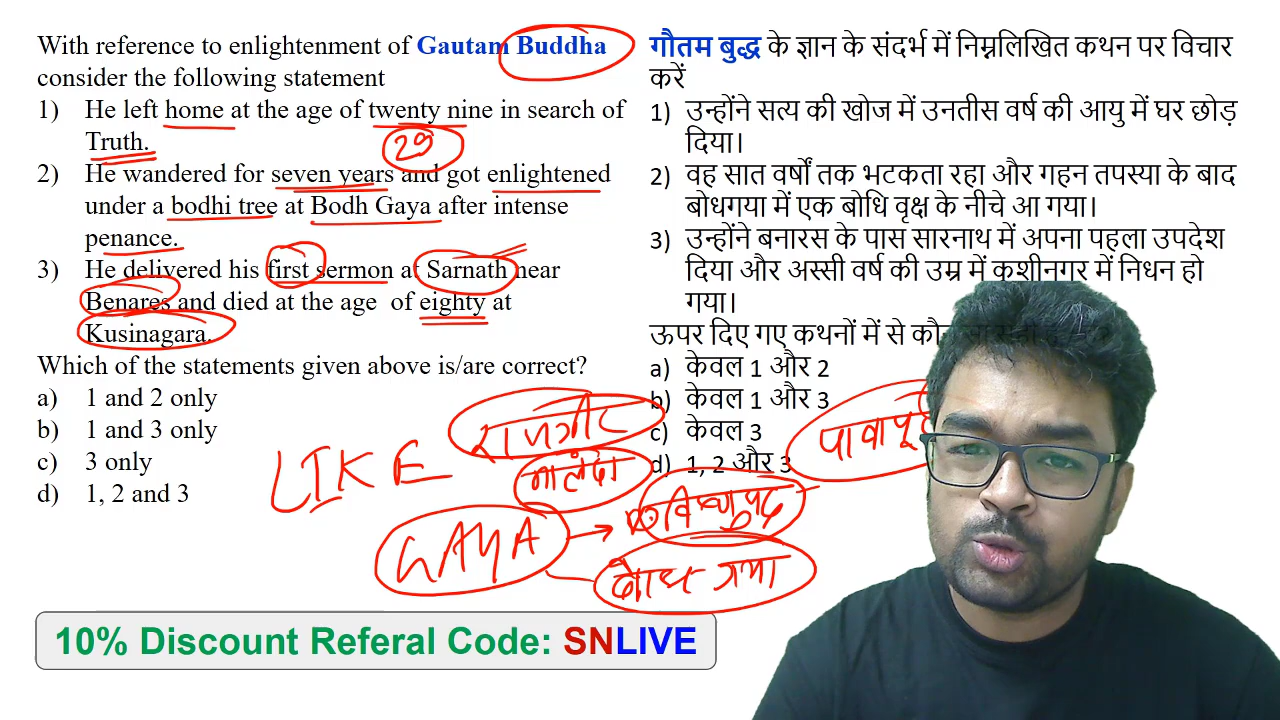 With reference to enlightenment of Gautam Buddha
consider the following statement
1) He left home at the age of twenty nine in search of
Truth.
29
2) He wandered for seven years and got enlightened
under a bodhi tree at Bodh Gaya after intense
penance.
3) He delivered his first sermon at Sarnath near
Benares and died at the age of eighty at
Kusinagara.
Which of the statements given above is/are correct?
a) 1 and 2 only
b) 1 and 3 only
c) 3 only
d) 1, 2 and 3
गौतम बुद्ध के ज्ञान के संदर्भ में निम्नलिखित कथन पर विचार
करें
1) उन्होंने सत्य की खोज में उनतीस वर्ष की आयु में घर छोड़
दिया।
2) वह सात वर्षों तक भटकता रहा और गहन तपस्या के बाद
बोधगया में एक बोधि वृक्ष के नीचे आ गया।
3) उन्होंने बनारस के पास सारनाथ में अपना पहला उपदेश
दिया और अस्सी वर्ष की उम्र में कुशीनगर में निधन हो
गया।
ऊपर दिए गए कथनों में से कौन
a) केवल 1 और 2
b) केवल 1 और 3
c) केवल 3
d) 1, 2 और 3
LIKE राजगीर
नालंदा
GAYA → विष्णुपद
बोध गया
10% Discount Referal Code: SNLIVE